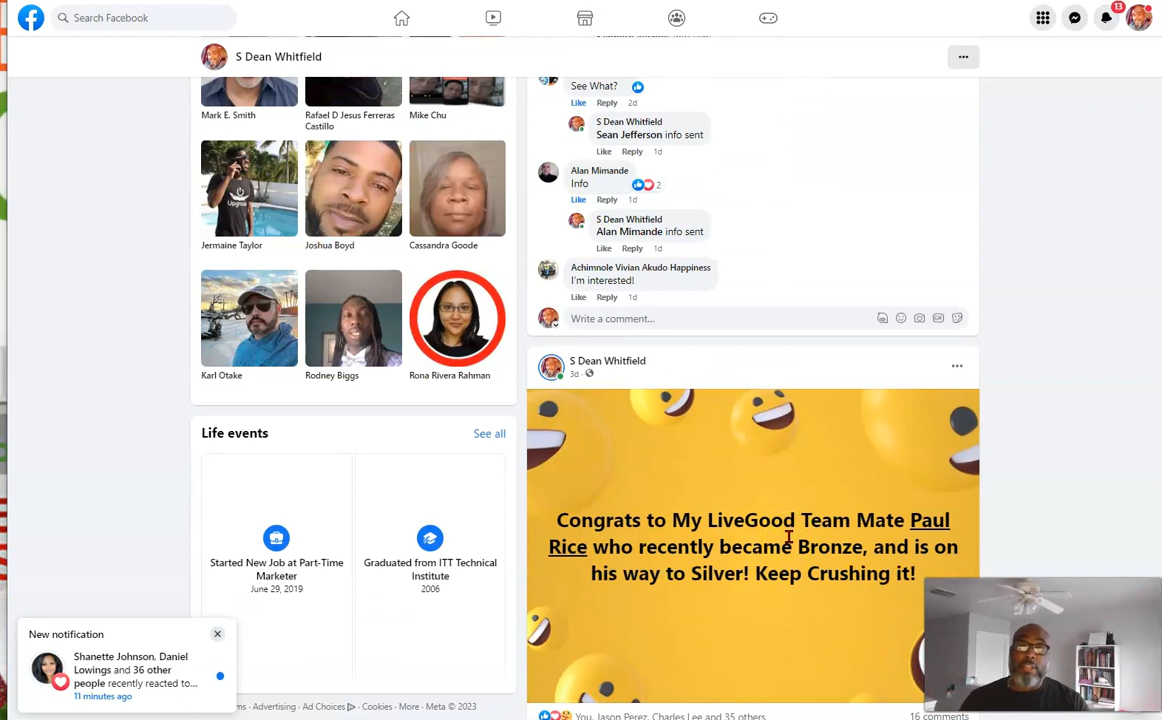 Search Facebook
13
S Dean Whitfield
Mark E. Smith
Rafael D Jesus Ferreras
Castillo
Mike Chu
Upgon
Jermaine Taylor
Joshua Boyd
Cassandra Goode
Karl Otake
Rodney Biggs
Rona Rivera Rahman
Life events
See all
Started New Job at Part-Time
Marketer
June 29, 2019
Graduated from ITT Technical
Institute
2006
New notification
Shanette Johnson, Daniel
Lowings and 36 other
people recently reacted to...
11 minutes ago
ms · Advertising · Ad Choices · Cookies · More · Meta © 2023
See What?
Like Reply 2d
S Dean Whitfield
Sean Jefferson info sent
Like Reply 1d
Alan Mimande
Info
2
Like Reply 1d
S Dean Whitfield
Alan Mimande info sent
Like Reply 1d
Achimnole Vivian Akudo Happiness
I'm interested!
Like Reply 1d
Write a comment...
GIF
S Dean Whitfield
3d ·
Congrats to My LiveGood Team Mate Paul
Rice who recently became Bronze, and is on
his way to Silver! Keep Crushing it!
You, Jason Perez, Charles Lee and 35 others
16 comments